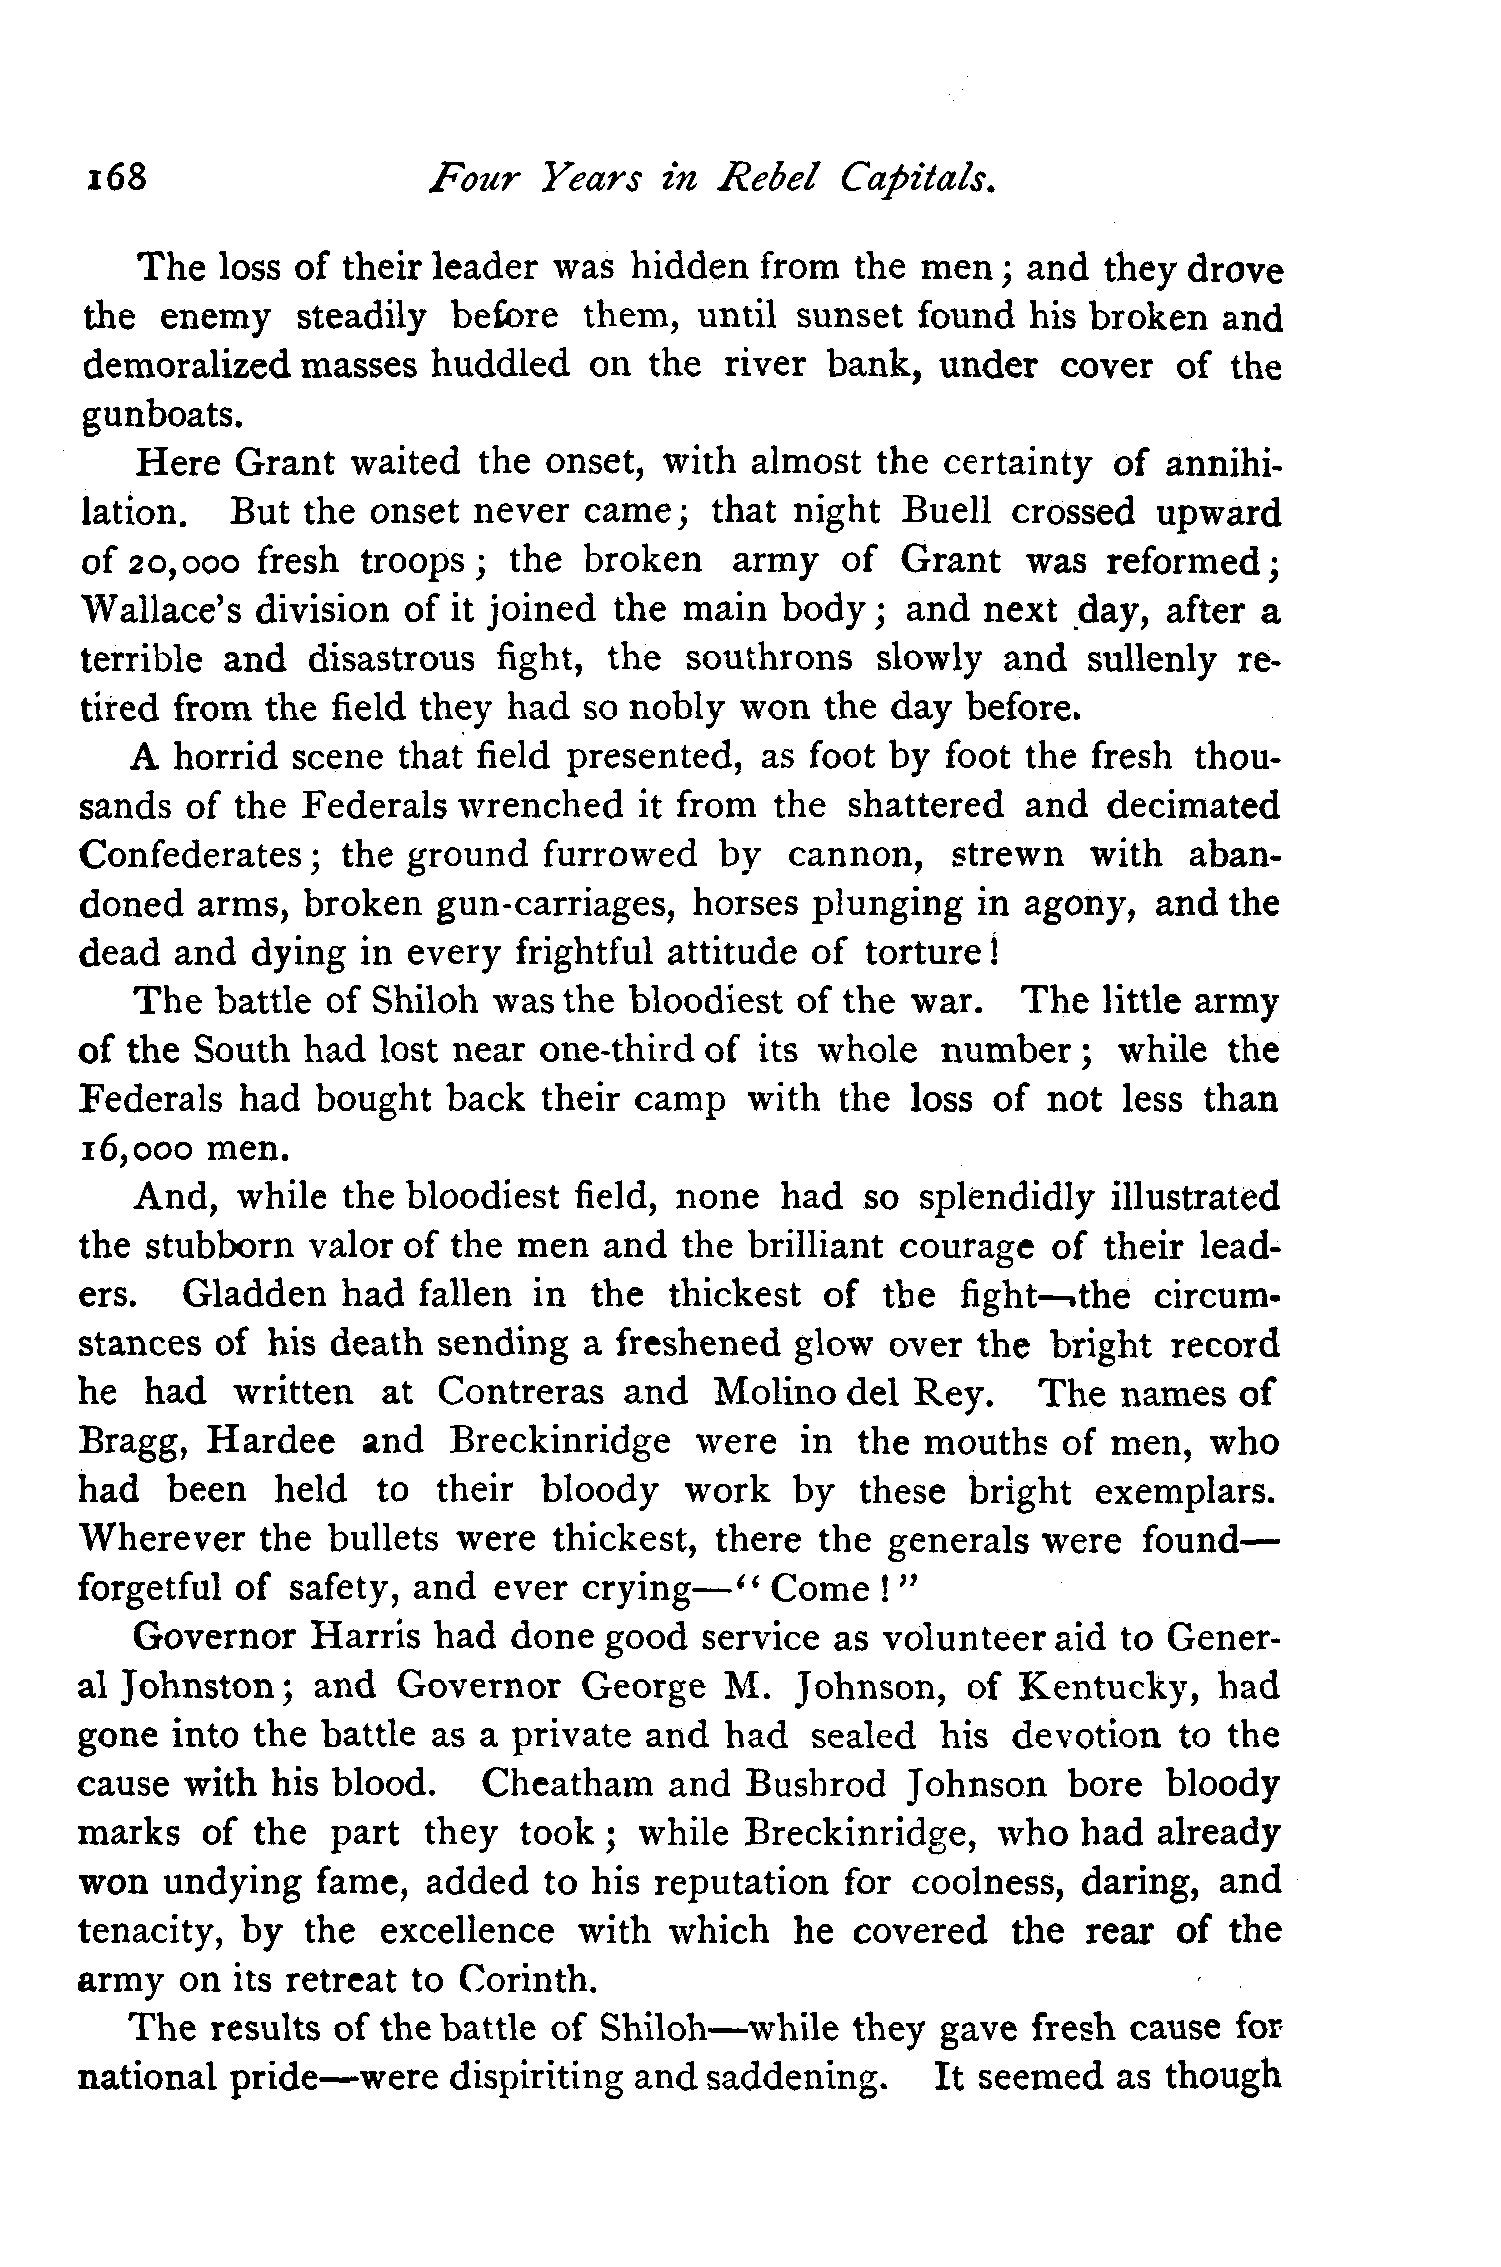 168 Four Years in Rebel Capitals.
The loss of their leader was hidden from the men; and they drove
the enemy steadily before them, until sunset found his broken and
demoralized masses huddled on the river bank, under cover of the
gunboats.
Here Grant waited the onset, with almost the certainty of annihi-
lation. But the onset never came; that night Buell crossed upward
of 20,000 fresh troops; the broken army of Grant was reformed;
Wallace's division of it joined the main body; and next day, after a
terrible and disastrous fight, the southrons slowly and sullenly re-
tired from the field they had so nobly won the day before.
A horrid scene that field presented, as foot by foot the fresh thou-
sands of the Federals wrenched it from the shattered and decimated
Confederates; the ground furrowed by cannon, strewn with aban-
doned arms, broken gun-carriages, horses plunging in agony, and the
dead and dying in every frightful attitude of torture!
The battle of Shiloh was the bloodiest of the war. The little army
of the South had lost near one-third of its whole number; while the
Federals had bought back their camp with the loss of not less than
16,000 men.
And, while the bloodiest field, none had so splendidly illustrated
the stubborn valor of the men and the brilliant courage of their lead-
ers. Gladden had fallen in the thickest of the fight—the circum-
stances of his death sending a freshened glow over the bright record
he had written at Contreras and Molino del Rey. The names of
Bragg, Hardee and Breckinridge were in the mouths of men, who
had been held to their bloody work by these bright exemplars.
Wherever the bullets were thickest, there the generals were found—
forgetful of safety, and ever crying—"Come!"
Governor Harris had done good service as volunteer aid to Gener-
al Johnston; and Governor George M. Johnson, of Kentucky, had
gone into the battle as a private and had sealed his devotion to the
cause with his blood. Cheatham and Bushrod Johnson bore bloody
marks of the part they took; while Breckinridge, who had already
won undying fame, added to his reputation for coolness, daring, and
tenacity, by the excellence with which he covered the rear of the
army on its retreat to Corinth.
The results of the battle of Shiloh—while they gave fresh cause for
national pride—were dispiriting and saddening. It seemed as though